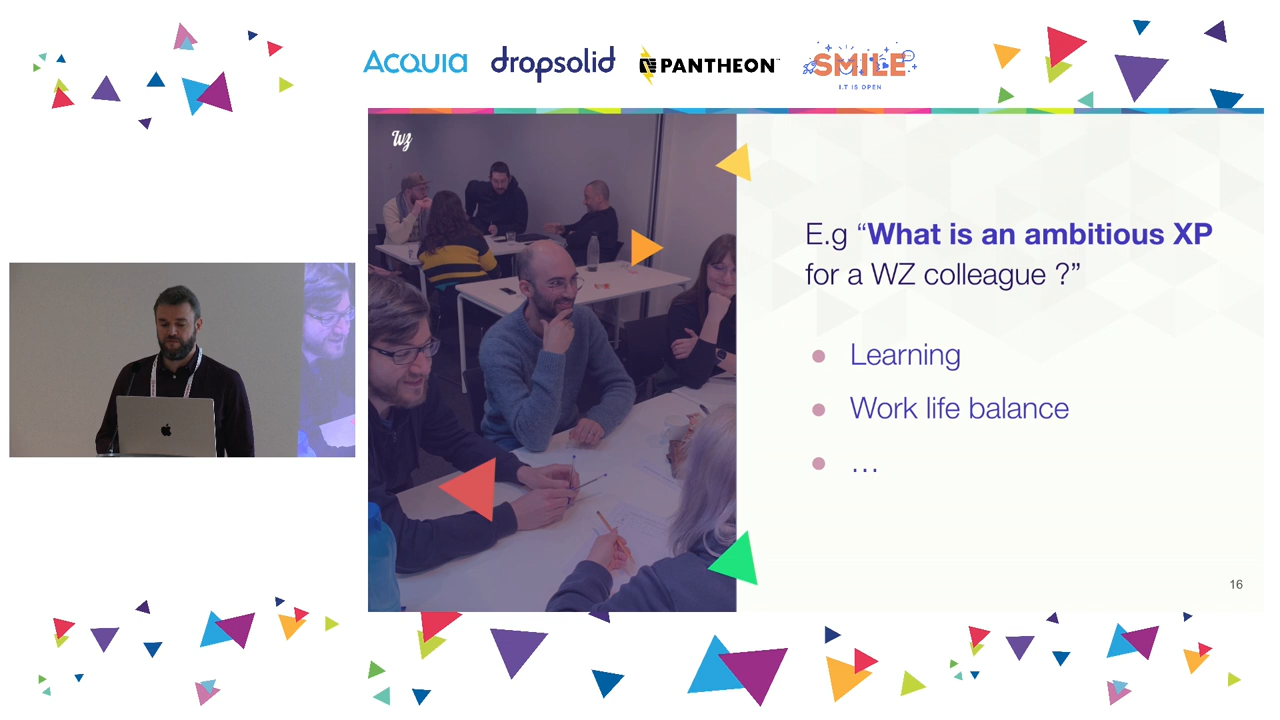 ACQUIA
dropsolid
PANTHEON
SMILE
I.T IS OPEN
wz
E.g “What is an ambitious XP
for a WZ colleague ?”
Learning
Work life balance
…
16